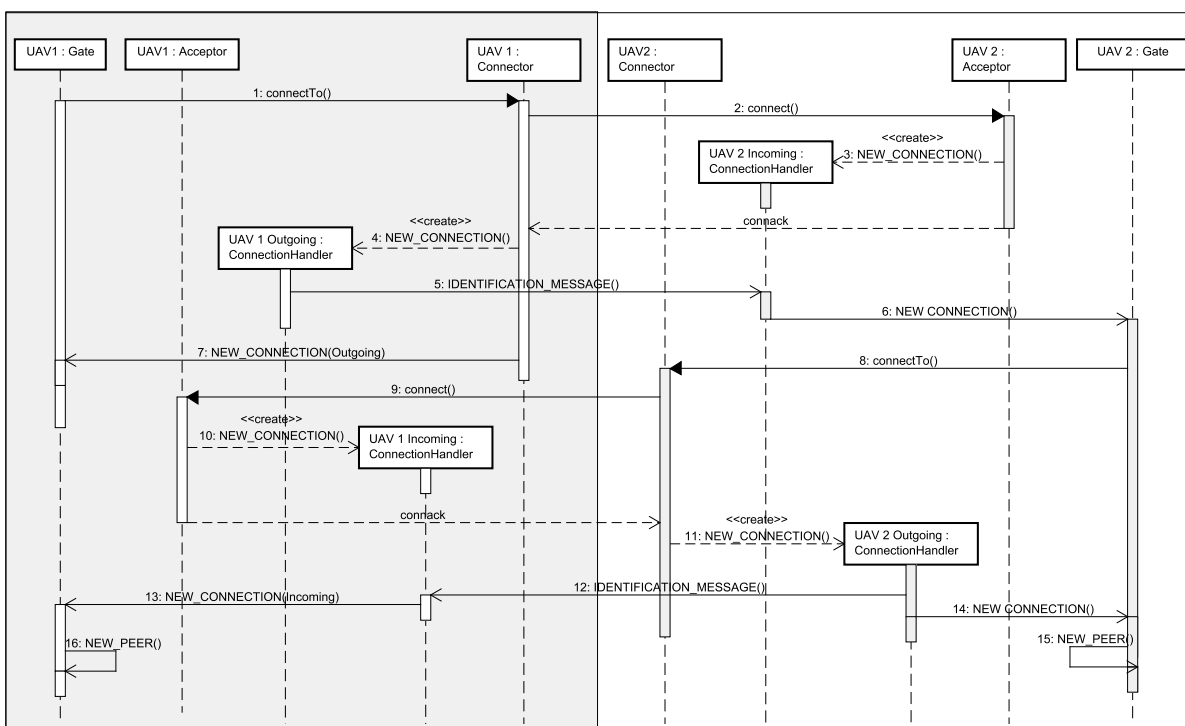 UAV1 : Gate
UAV1 : Acceptor
UAV 1 :
Connector
UAV2 :
Connector
UAV 2 :
Acceptor
UAV 2 : Gate
1: connectTo()
2: connect()
<<create>>
3: NEW_CONNECTION()
UAV 2 Incoming :
ConnectionHandler
connack
<<create>>
4: NEW_CONNECTION()
UAV 1 Outgoing :
ConnectionHandler
5: IDENTIFICATION_MESSAGE()
6: NEW CONNECTION()
7: NEW_CONNECTION(Outgoing)
8: connectTo()
9: connect()
<<create>>
10: NEW_CONNECTION()
UAV 1 Incoming :
ConnectionHandler
connack
<<create>>
11: NEW_CONNECTION()
UAV 2 Outgoing :
ConnectionHandler
12: IDENTIFICATION_MESSAGE()
13: NEW_CONNECTION(Incoming)
14: NEW CONNECTION()
15: NEW_PEER()
16: NEW_PEER()